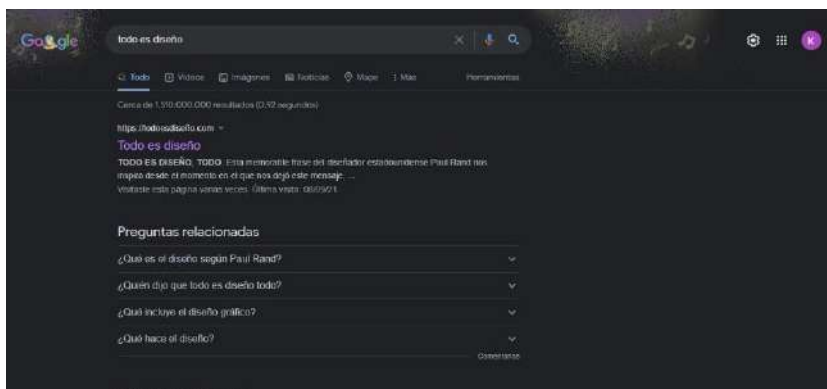 Google
todo es diseño
Todo Vídeos Imágenes Noticias Maps Más Herramientas
Cerca de 1,510,000,000 resultados (0.52 segundos)
https://todoesdiseño.com
Todo es diseño
TODO ES DISEÑO, TODO. Esta memorable frase del diseñador estadounidense Paul Rand nos
inspira desde el momento en el que nos dejó este mensaje. ...
Visitaste esta página varias veces. Última visita: 08/09/21
Preguntas relacionadas
¿Qué es el diseño según Paul Rand?
¿Quién dijo que todo es diseño todo?
¿Qué incluye el diseño gráfico?
¿Qué hace el diseño?
Comentarios
K